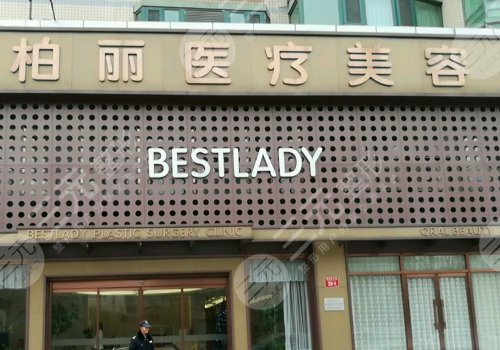 柏丽医疗美容
BESTLADY
BESTLADY PLASTIC SURGERY CLINIC
ORAL BEAUTY